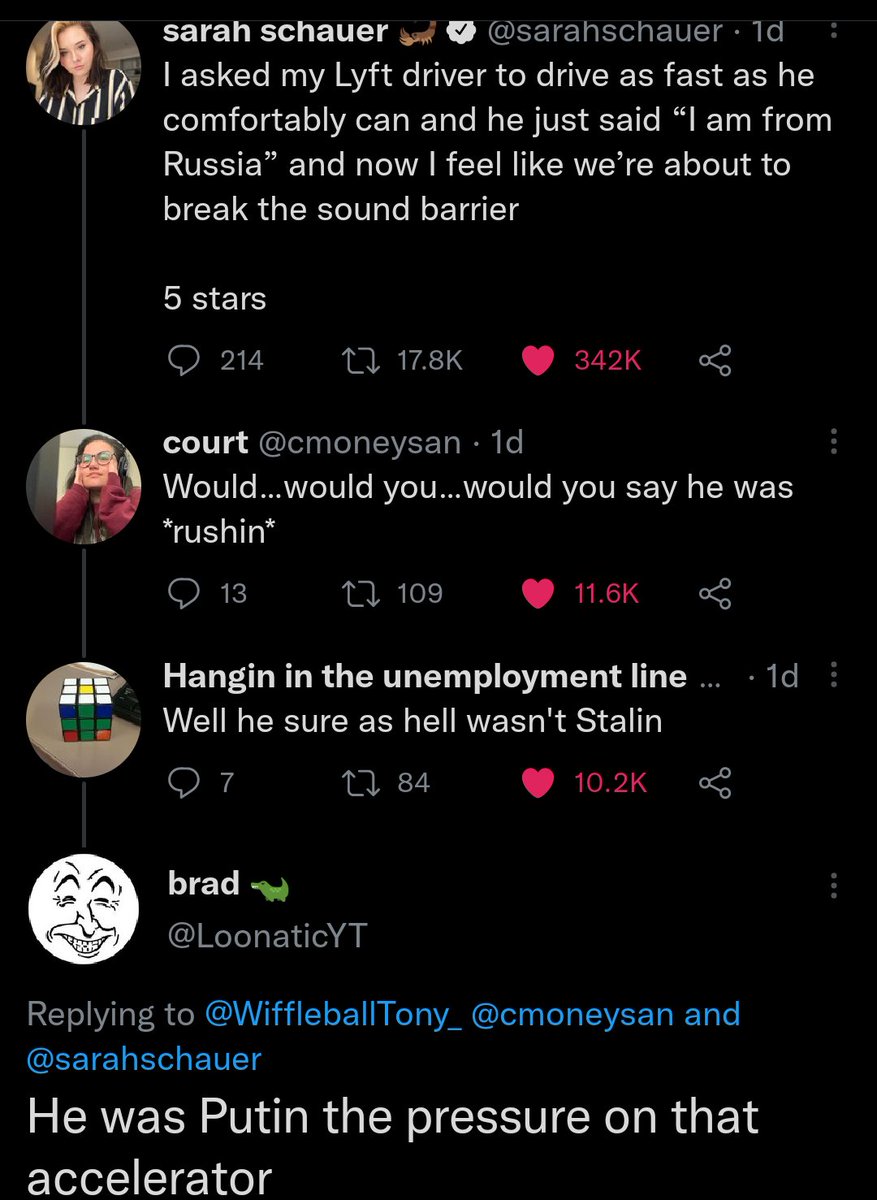 sarah schauer 🦂 @sarahschauer · 1d
I asked my Lyft driver to drive as fast as he
comfortably can and he just said “I am from
Russia” and now I feel like we’re about to
break the sound barrier
5 stars
214 17.8K 342K
court @cmoneysan · 1d
Would...would you...would you say he was
*rushin*
13 109 11.6K
Hangin in the unemployment line ... · 1d
Well he sure as hell wasn't Stalin
7 84 10.2K
brad 🐊
@LoonaticYT
Replying to @WiffleballTony_ @cmoneysan and
@sarahschauer
He was Putin the pressure on that
accelerator